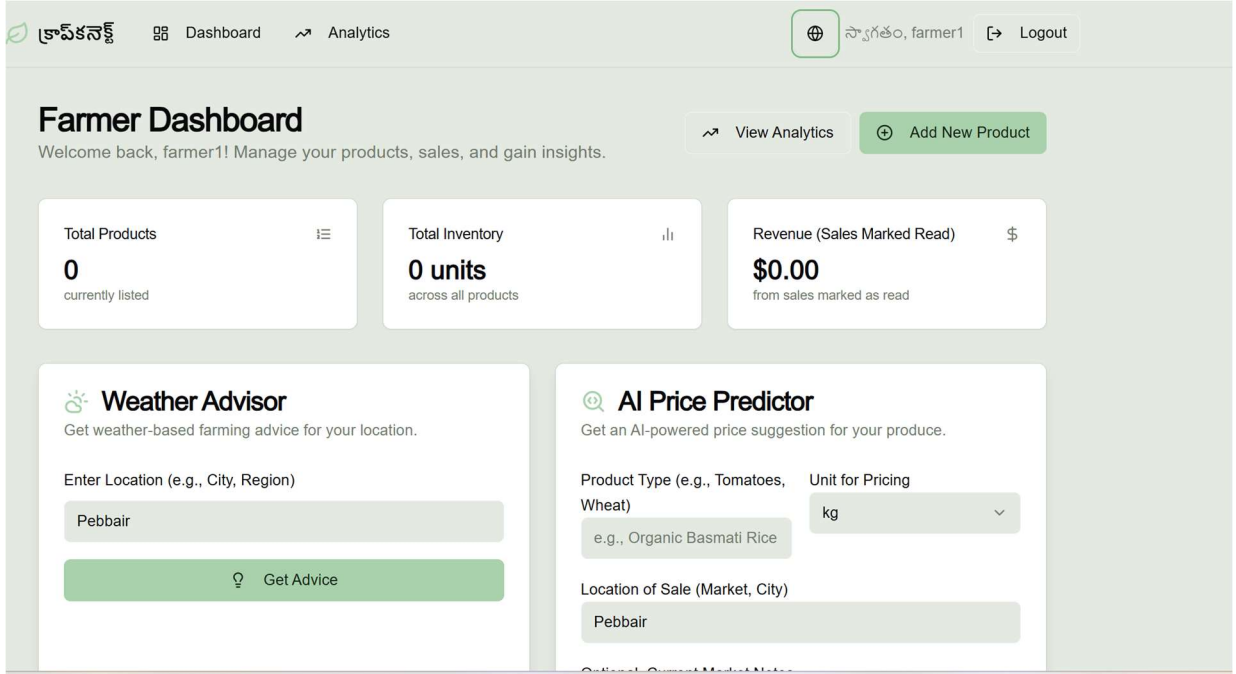 క్రాప్‌కనెక్ట్ Dashboard Analytics స్వాగతం, farmer1 Logout
Farmer Dashboard
Welcome back, farmer1! Manage your products, sales, and gain insights.
View Analytics Add New Product
Total Products
0
currently listed
Total Inventory
0 units
across all products
Revenue (Sales Marked Read)
$0.00
from sales marked as read
Weather Advisor
Get weather-based farming advice for your location.
Enter Location (e.g., City, Region)
Pebbair
Get Advice
AI Price Predictor
Get an AI-powered price suggestion for your produce.
Product Type (e.g., Tomatoes,
Wheat)
e.g., Organic Basmati Rice
Unit for Pricing
kg
Location of Sale (Market, City)
Pebbair
Optional: Current Market Notes